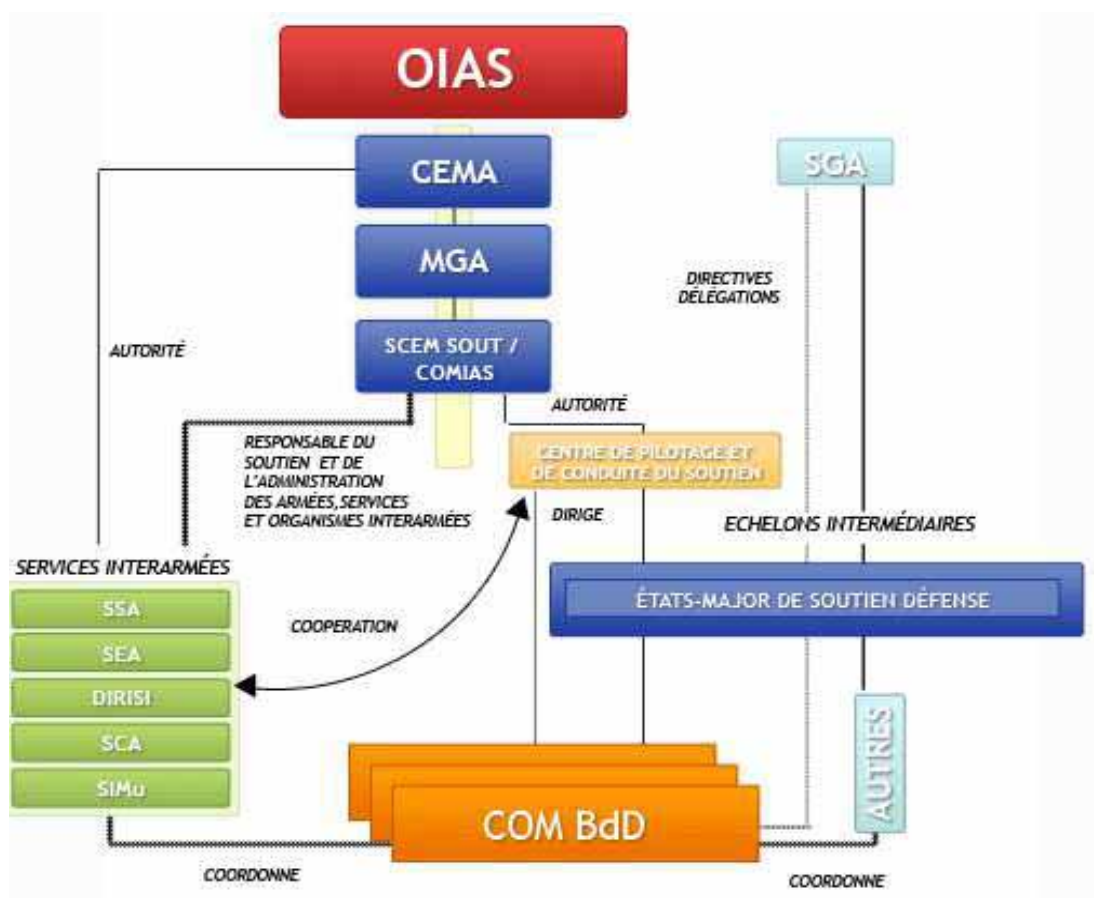 OIAS
CEMA
SGA
MGA
DIRECTIVES
DÉLÉGATIONS
SCEM SOUT /
COMIAS
AUTORITÉ
AUTORITÉ
RESPONSABLE DU
SOUTIEN ET DE
L'ADMINISTRATION
DES ARMÉES,SERVICES
ET ORGANISMES INTERARMÉES
CENTRE DE PILOTAGE ET
DE CONDUITE DU SOUTIEN
DIRIGE
ECHELONS INTERMÉDIAIRES
SERVICES INTERARMÉES
ÉTATS-MAJOR DE SOUTIEN DÉFENSE
SSA
COOPERATION
SEA
DIRISI
SCA
SIMu
AUTRES
COM BdD
COORDONNE
COORDONNE